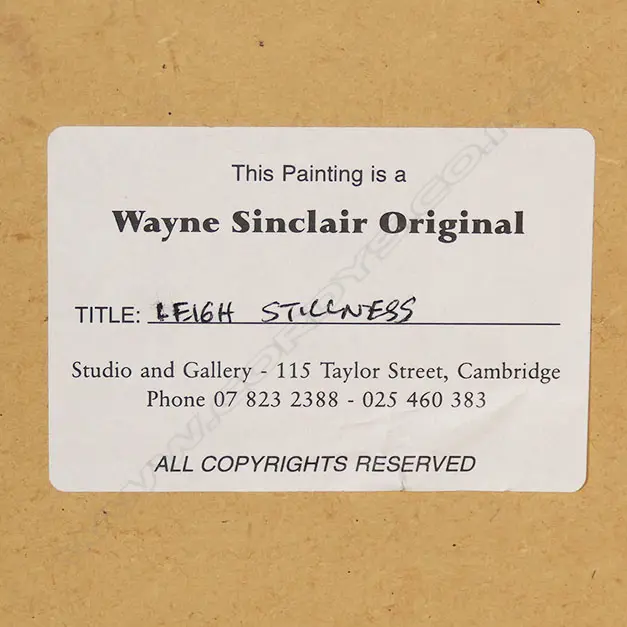 This Painting is a
Wayne Sinclair Original
TITLE: LEIGH STILLNESS
Studio and Gallery - 115 Taylor Street, Cambridge
Phone 07 823 2388 - 025 460 383
ALL COPYRIGHTS RESERVED